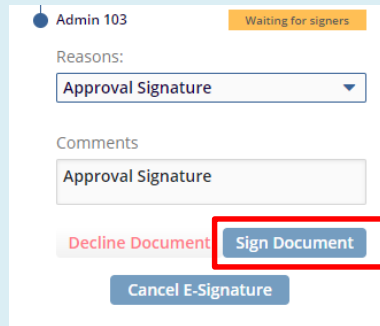 Admin 103 Waiting for signers
Reasons:
Approval Signature
Comments
Approval Signature
Decline Document Sign Document
Cancel E-Signature